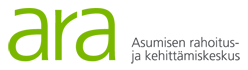 ara
Asumisen rahoitus-
ja kehittämiskeskus